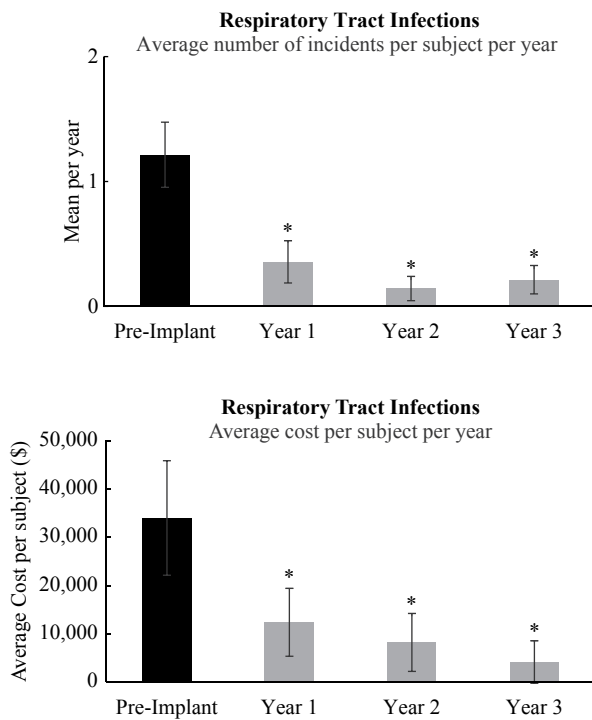 Respiratory Tract Infections
Average number of incidents per subject per year
Mean per year
2
1
0
*
*
*
Pre-Implant
Year 1
Year 2
Year 3
Respiratory Tract Infections
Average cost per subject per year
Average Cost per subject ($)
50,000
40,000
30,000
20,000
10,000
0
*
*
*
Pre-Implant
Year 1
Year 2
Year 3